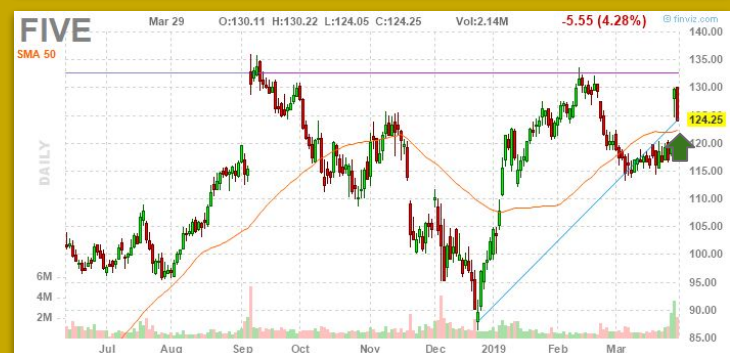 FIVE
Mar 29 O:130.11 H:130.22 L:124.05 C:124.25 Vol:2.14M -5.55 (4.28%) © finviz.com
SMA 50
DAILY
140.00
135.00
130.00
125.00
124.25
120.00
115.00
110.00
105.00
100.00
95.00
90.00
85.00
6M
4M
2M
Jul Aug Sep Oct Nov Dec 2019 Feb Mar